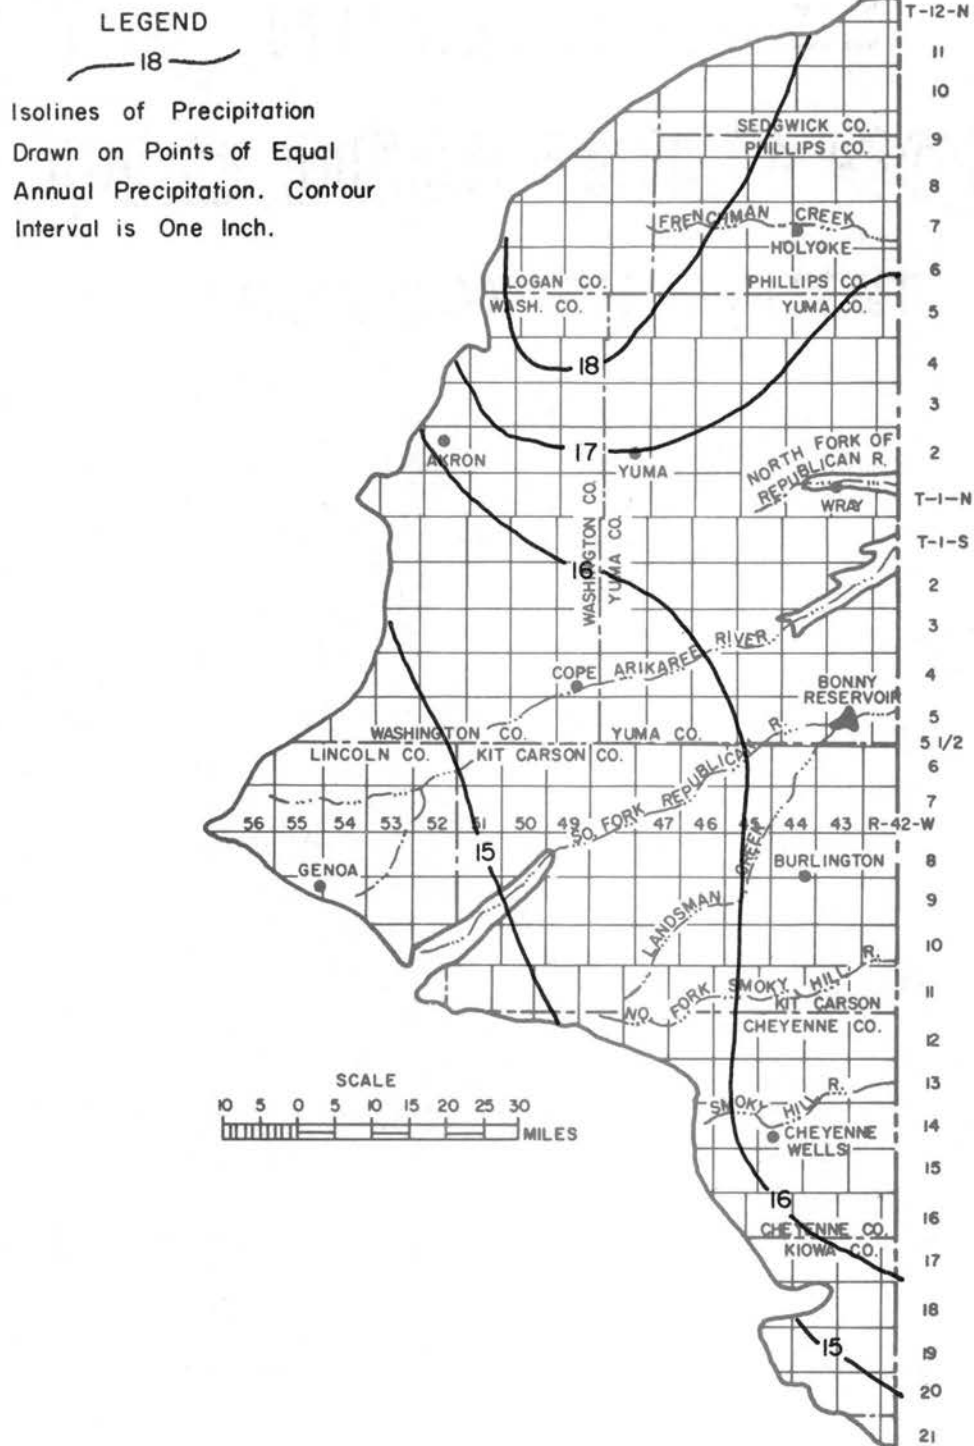 LEGEND
18
Isolines of Precipitation
Drawn on Points of Equal
Annual Precipitation. Contour
Interval is One Inch.
T-12-N
11
10
SEDGWICK CO.
PHILLIPS CO.
9
8
FRENCHMAN CREEK
7
HOLYOKE
LOGAN CO.
PHILLIPS CO.
6
WASH. CO.
YUMA CO.
5
18
4
3
17
AKRON
YUMA
NORTH FORK OF
REPUBLICAN R.
2
WRAY
T-1-N
T-1-S
WASHINGTON CO.
YUMA CO.
16
2
3
ARIKAREE RIVER
COPE
4
BONNY
RESERVOIR
5
WASHINGTON CO.
YUMA CO.
5 1/2
LINCOLN CO.
KIT CARSON CO.
6
SO. FORK REPUBLICAN R.
7
56 55 54 53 52 51 50 49 47 46 45 44 43 R-42-W
15
GENOA
BURLINGTON
8
LANDSMAN CREEK
9
10
NO. FORK SMOKY HILL R.
11
KIT CARSON
CHEYENNE CO.
12
SCALE
10 5 0 5 10 15 20 25 30
MILES
13
SMOKY HILL R.
14
CHEYENNE
WELLS
15
16
16
CHEYENNE CO.
KIOWA CO.
17
18
15
19
20
21